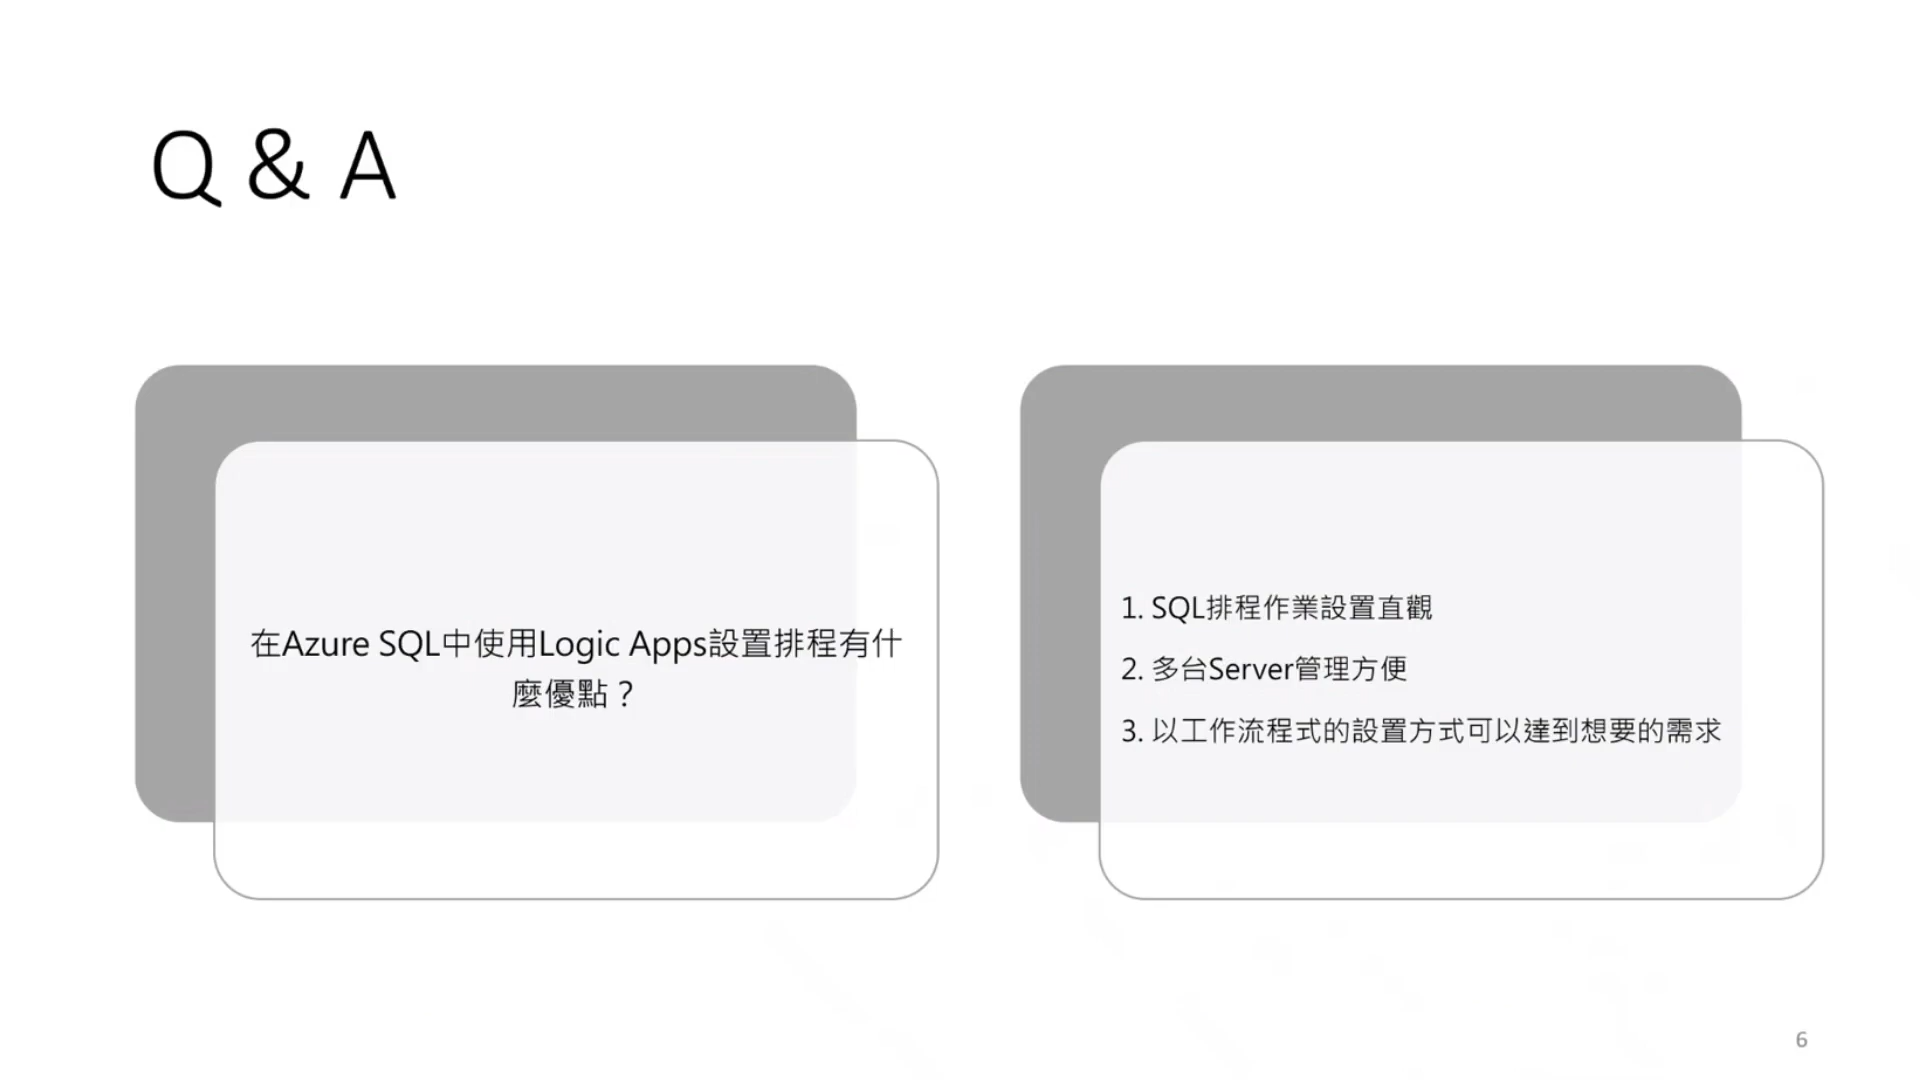 Q & A
在Azure SQL中使用Logic Apps設置排程有什
麼優點？
1. SQL排程作業設置直觀
2. 多台Server管理方便
3. 以工作流程式的設置方式可以達到想要的需求
6